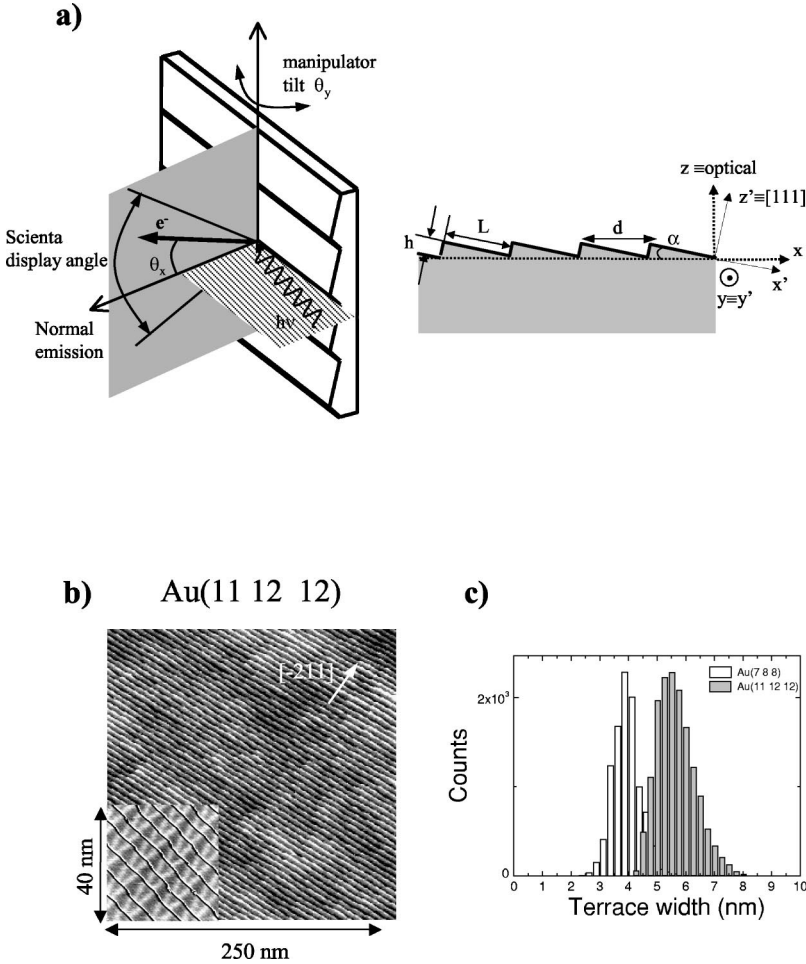 a)
manipulator
tilt θy
Scienta
display angle
e-
θx
hν
Normal
emission
z ≡optical
z'≡[111]
h
L
d
α
x
x'
y≡y'
b)
Au(11 12 12)
[-211]
40 nm
250 nm
c)
Au(7 8 8)
Au(11 12 12)
2x10³
Counts
0
0 1 2 3 4 5 6 7 8 9 10
Terrace width (nm)